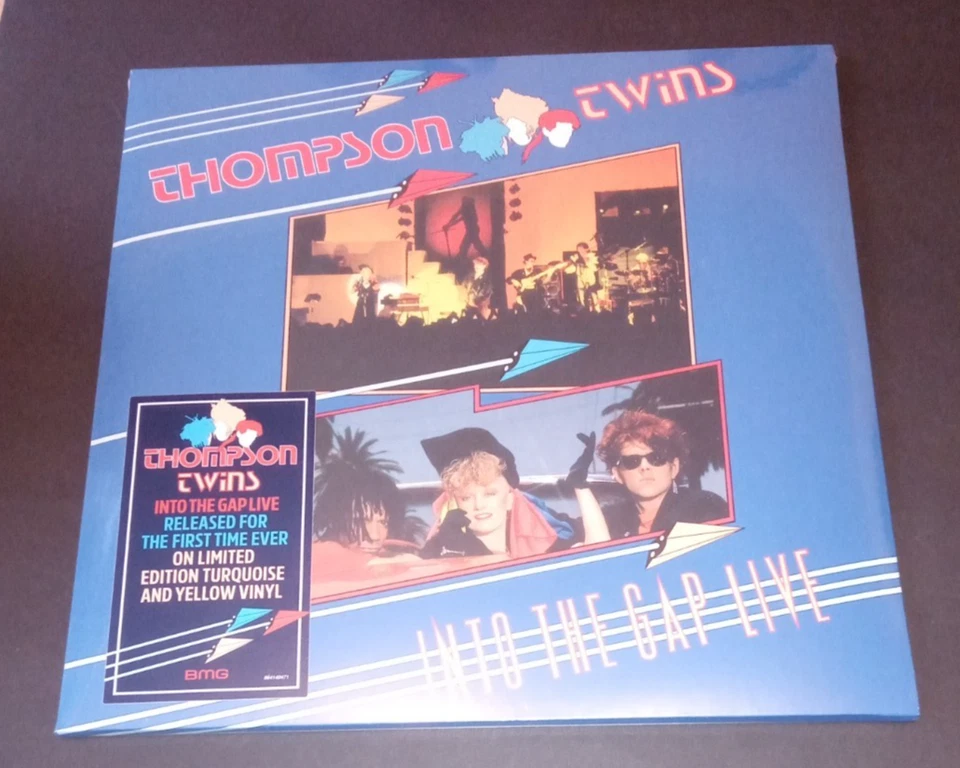 THOMPSON TWINS
THOMPSON
TWINS
INTO THE GAP LIVE
RELEASED FOR
THE FIRST TIME EVER
ON LIMITED
EDITION TURQUOISE
AND YELLOW VINYL
BMG
INTO THE GAP LIVE